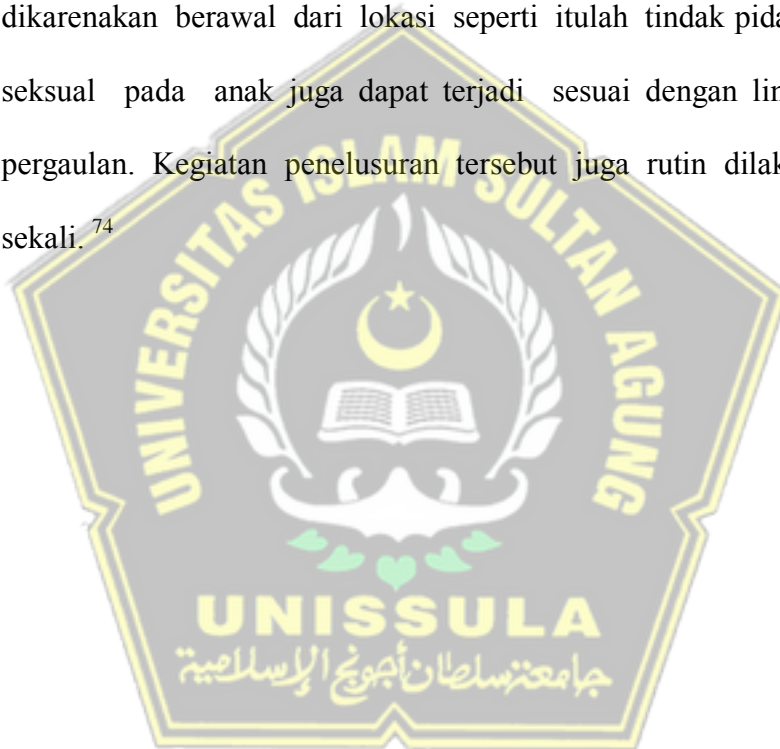 dikarenakan berawal dari lokasi seperti itulah tindak pida
seksual pada anak juga dapat terjadi sesuai dengan lin
pergaulan. Kegiatan penelusuran tersebut juga rutin dilak
sekali. 74
UNIVERSITAS ISLAM SULTAN AGUNG
UNISSULA
جامعة سلطان أجونج الإسلامية